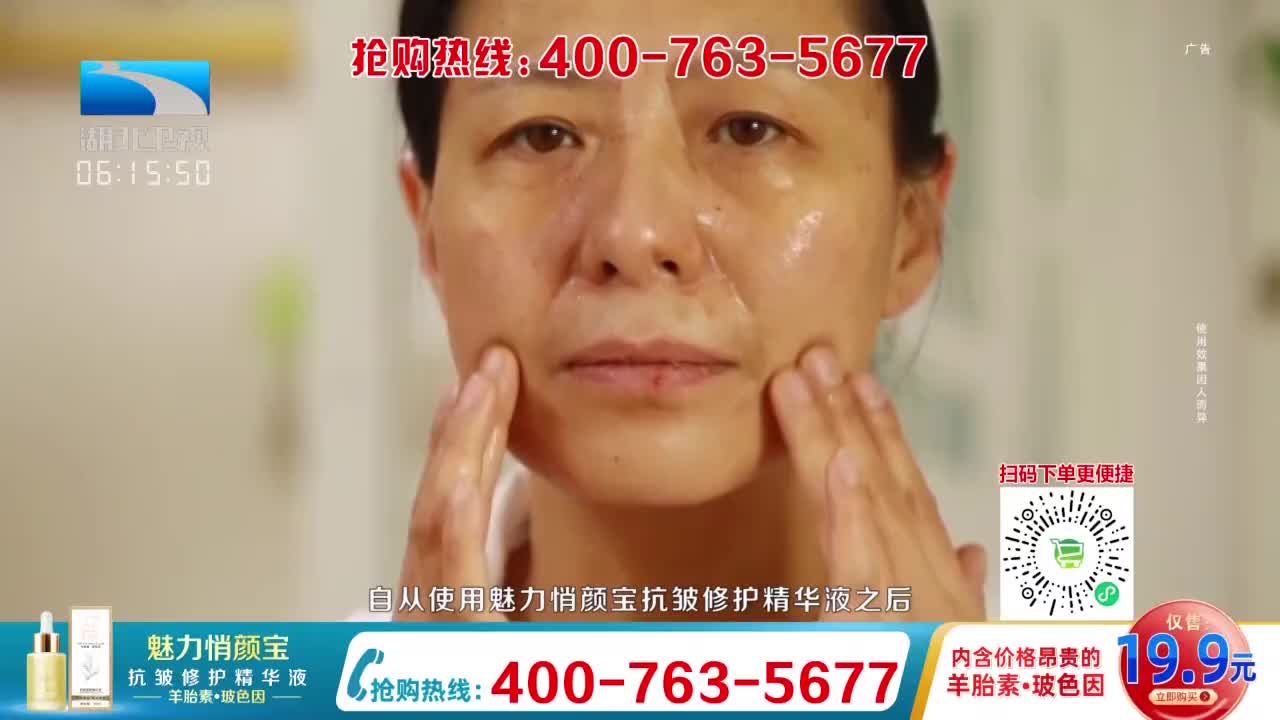 抢购热线:400-763-5677
广告
湖北卫视
06:15:50
使用效果因人而异
扫码下单更便捷
自从使用魅力悄颜宝抗皱修护精华液之后
魅力悄颜宝
抗皱修护精华液
羊胎素•玻色因
抢购热线:400-763-5677
内含价格昂贵的
羊胎素•玻色因
仅售:
19.9元
立即购买